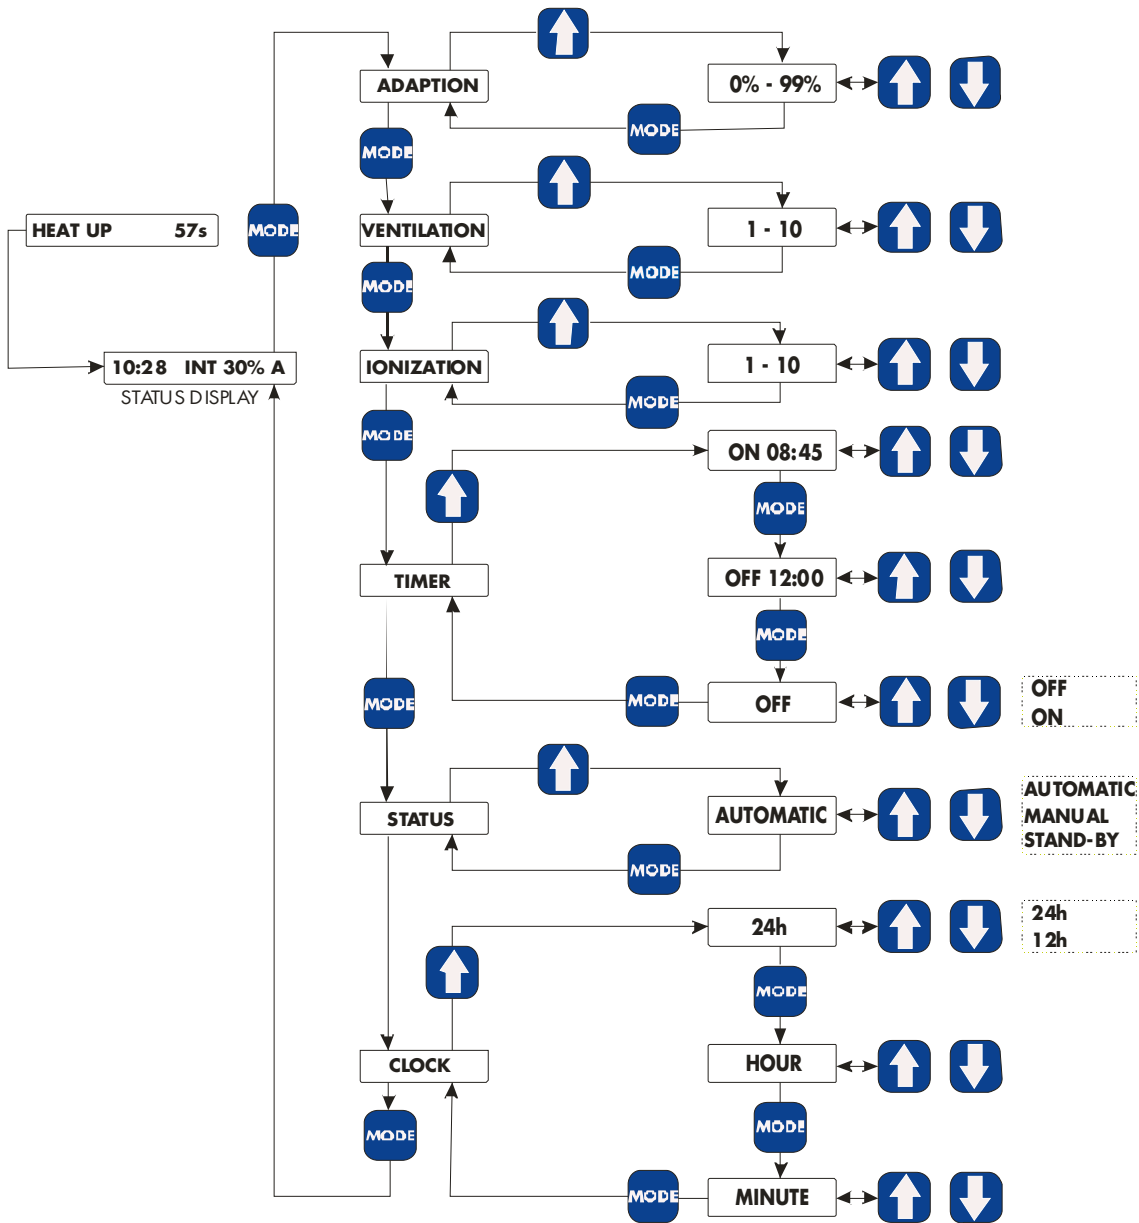 ADAPTION
0% - 99%
MODE
MODE
HEAT UP 57s
MODE
VENTILATION
1 - 10
MODE
MODE
10:28 INT 30% A
STATUS DISPLAY
IONIZATION
1 - 10
MODE
MODE
ON 08:45
MODE
TIMER
OFF 12:00
MODE
MODE
MODE
OFF
OFF
ON
STATUS
AUTOMATIC
AUTOMATIC
MANUAL
STAND-BY
MODE
24h
24h
12h
MODE
CLOCK
HOUR
MODE
MODE
MODE
MINUTE